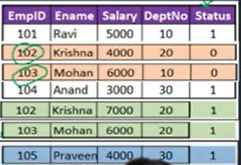 EmpID Ename Salary DeptNo Status
101 Ravi 5000 10 1
102 Krishna 4000 20 0
103 Mohan 6000 10 0
104 Anand 3000 30 1
102 Krishna 7000 20 1
103 Mohan 6000 20 1
105 Praveen 4000 30 1